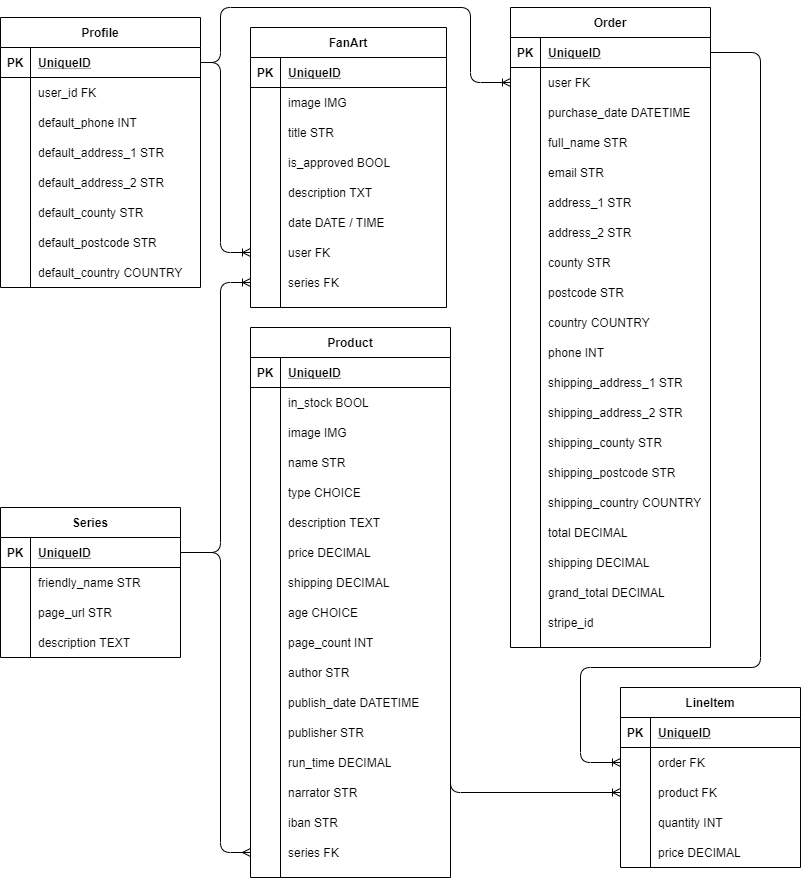 Profile
PK UniqueID
user_id FK
default_phone INT
default_address_1 STR
default_address_2 STR
default_county STR
default_postcode STR
default_country COUNTRY
FanArt
PK UniqueID
image IMG
title STR
is_approved BOOL
description TXT
date DATE / TIME
user FK
series FK
Order
PK UniqueID
user FK
purchase_date DATETIME
full_name STR
email STR
address_1 STR
address_2 STR
county STR
postcode STR
country COUNTRY
phone INT
shipping_address_1 STR
shipping_address_2 STR
shipping_county STR
shipping_postcode STR
shipping_country COUNTRY
total DECIMAL
shipping DECIMAL
grand_total DECIMAL
stripe_id
Product
PK UniqueID
in_stock BOOL
image IMG
name STR
type CHOICE
description TEXT
price DECIMAL
shipping DECIMAL
age CHOICE
page_count INT
author STR
publish_date DATETIME
publisher STR
run_time DECIMAL
narrator STR
iban STR
series FK
Series
PK UniqueID
friendly_name STR
page_url STR
description TEXT
LineItem
PK UniqueID
order FK
product FK
quantity INT
price DECIMAL